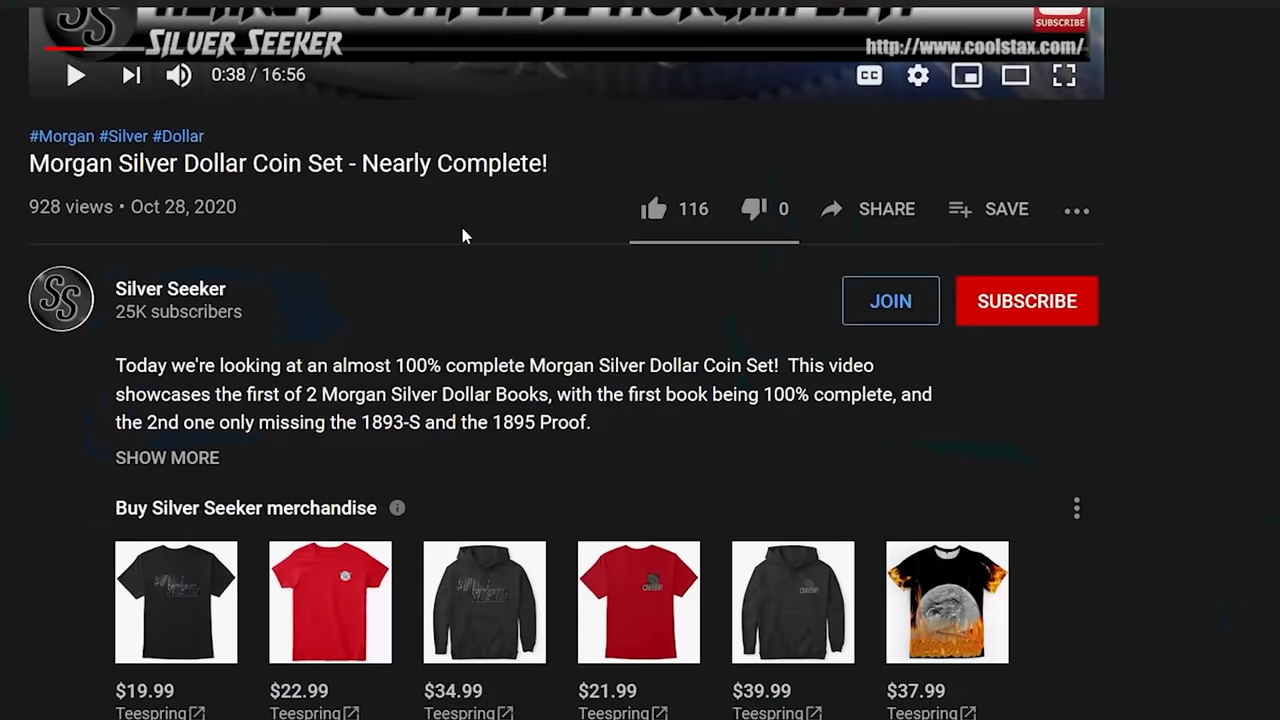 SS
SUBSCRIBE
SILVER SEEKER
http://www.coolstax.com/
0:38 / 16:56
CC
#Morgan #Silver #Dollar
Morgan Silver Dollar Coin Set - Nearly Complete!
928 views • Oct 28, 2020
116
0
SHARE
SAVE
SS
Silver Seeker
25K subscribers
JOIN
SUBSCRIBE
Today we're looking at an almost 100% complete Morgan Silver Dollar Coin Set!  This video
showcases the first of 2 Morgan Silver Dollar Books, with the first book being 100% complete, and
the 2nd one only missing the 1893-S and the 1895 Proof.
SHOW MORE
Buy Silver Seeker merchandise
$19.99
$22.99
$34.99
$21.99
$39.99
$37.99
Teespring
Teespring
Teespring
Teespring
Teespring
Teespring